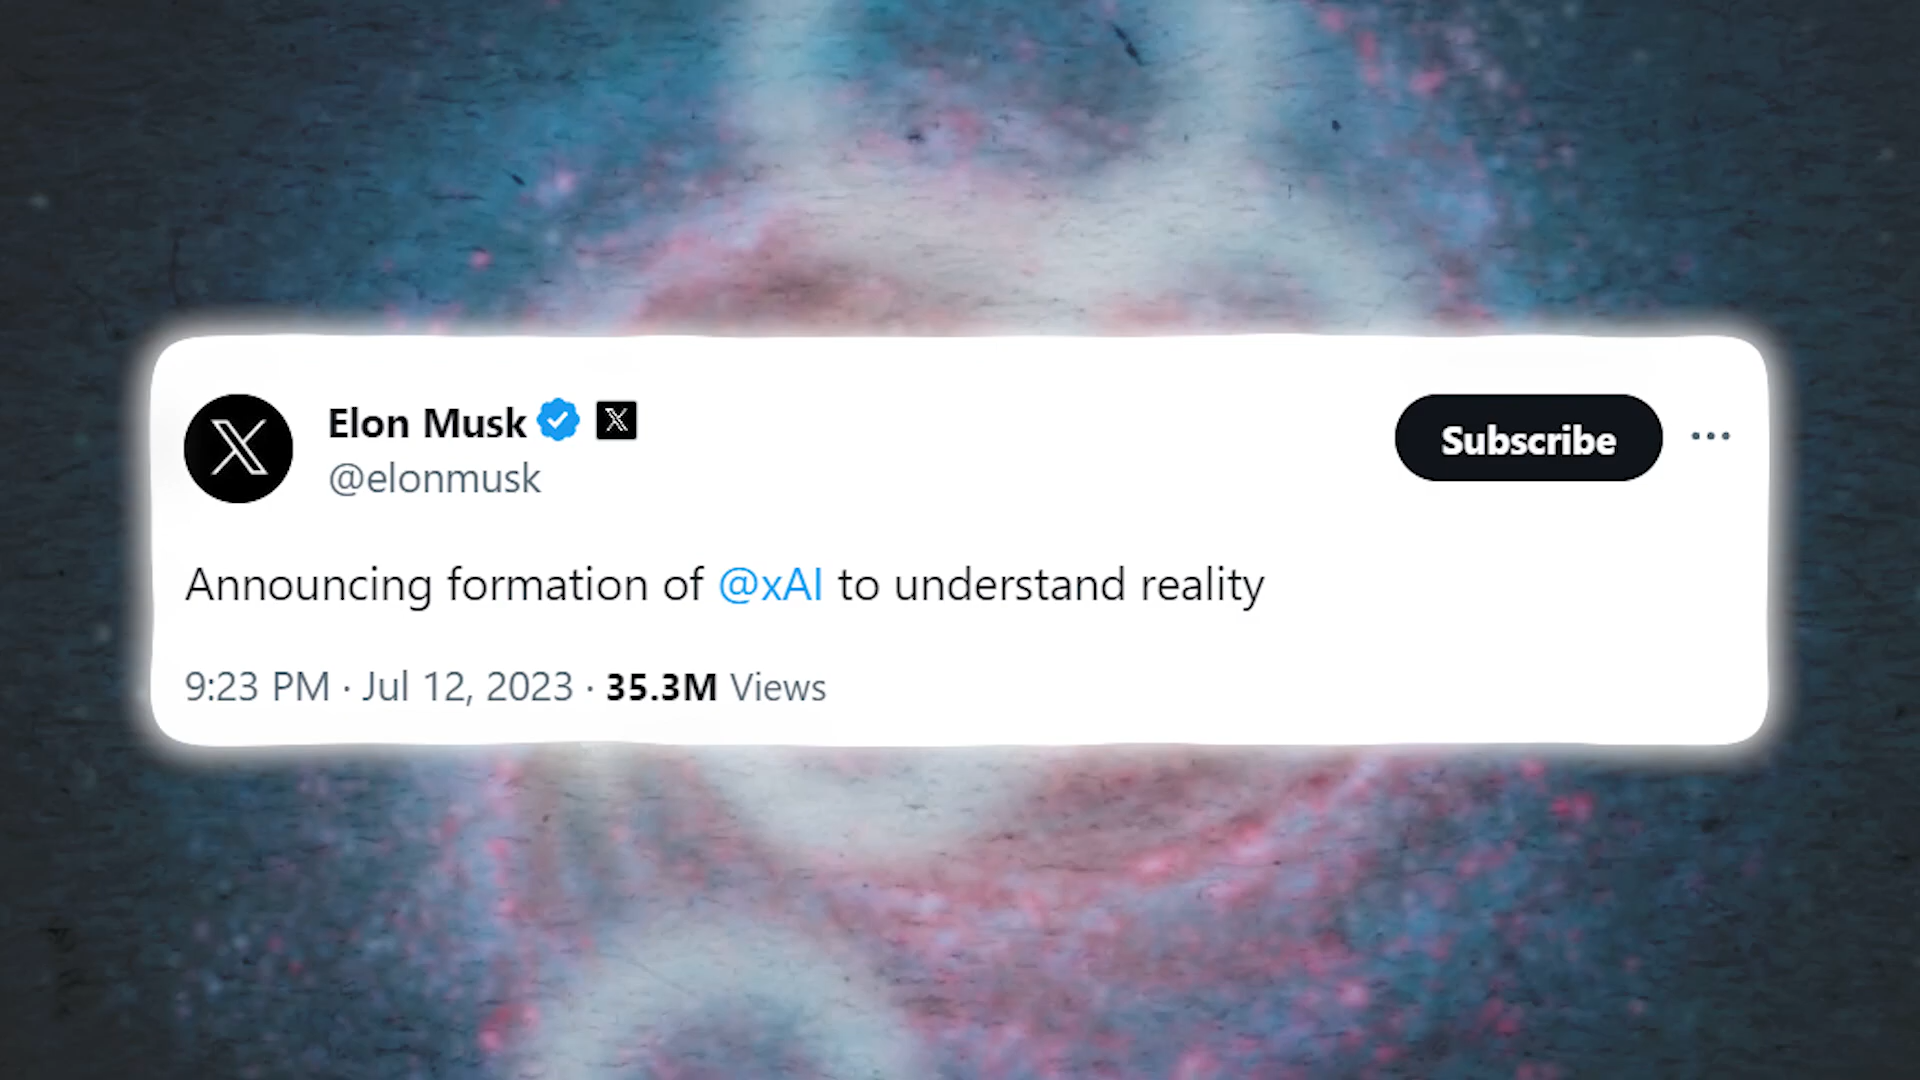 Elon Musk
@elonmusk
Subscribe
Announcing formation of @xAI to understand reality
9:23 PM · Jul 12, 2023 · 35.3M Views